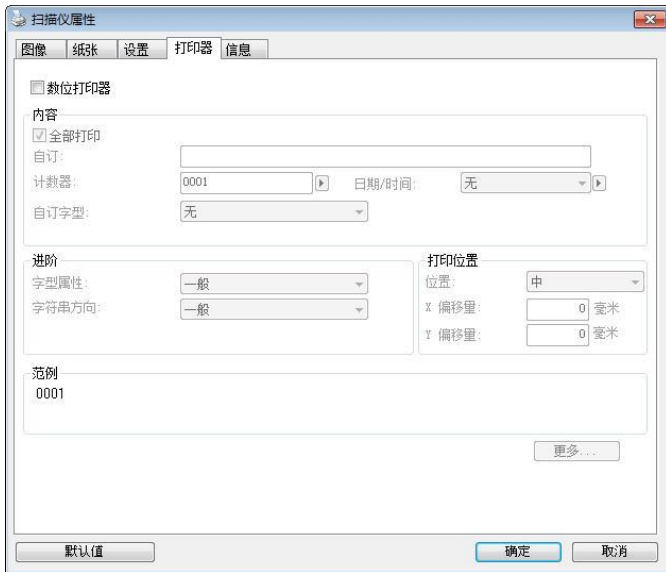 扫描仪属性
图像 纸张 设置 打印器 信息
数位打印器
内容
全部打印
自订:
计数器: 0001 日期/时间: 无
自订字型: 无
进阶
字型属性: 一般
字符串方向: 一般
打印位置
位置: 中
X 偏移量: 0 毫米
Y 偏移量: 0 毫米
范例
0001
更多...
默认值 确定 取消